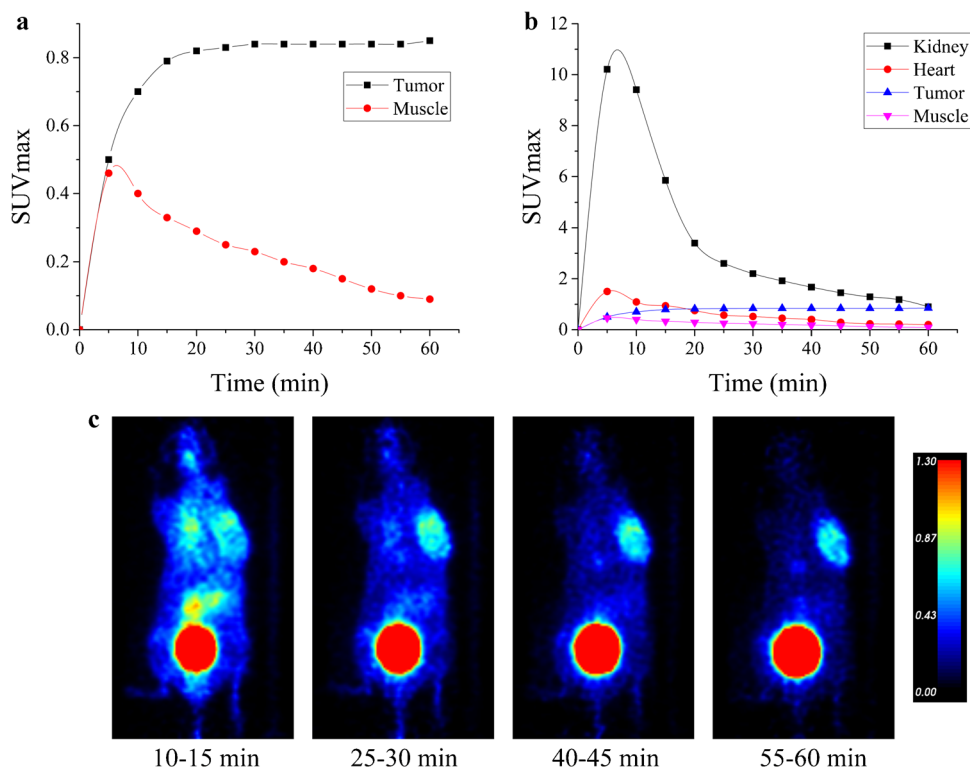 a
SUVmax
0.8
0.6
0.4
0.2
0.0
Tumor
Muscle
0 10 20 30 40 50 60
Time (min)
b
SUVmax
12
10
8
6
4
2
0
Kidney
Heart
Tumor
Muscle
0 10 20 30 40 50 60
Time (min)
c
1.30
0.87
0.43
0.00
10-15 min 25-30 min 40-45 min 55-60 min